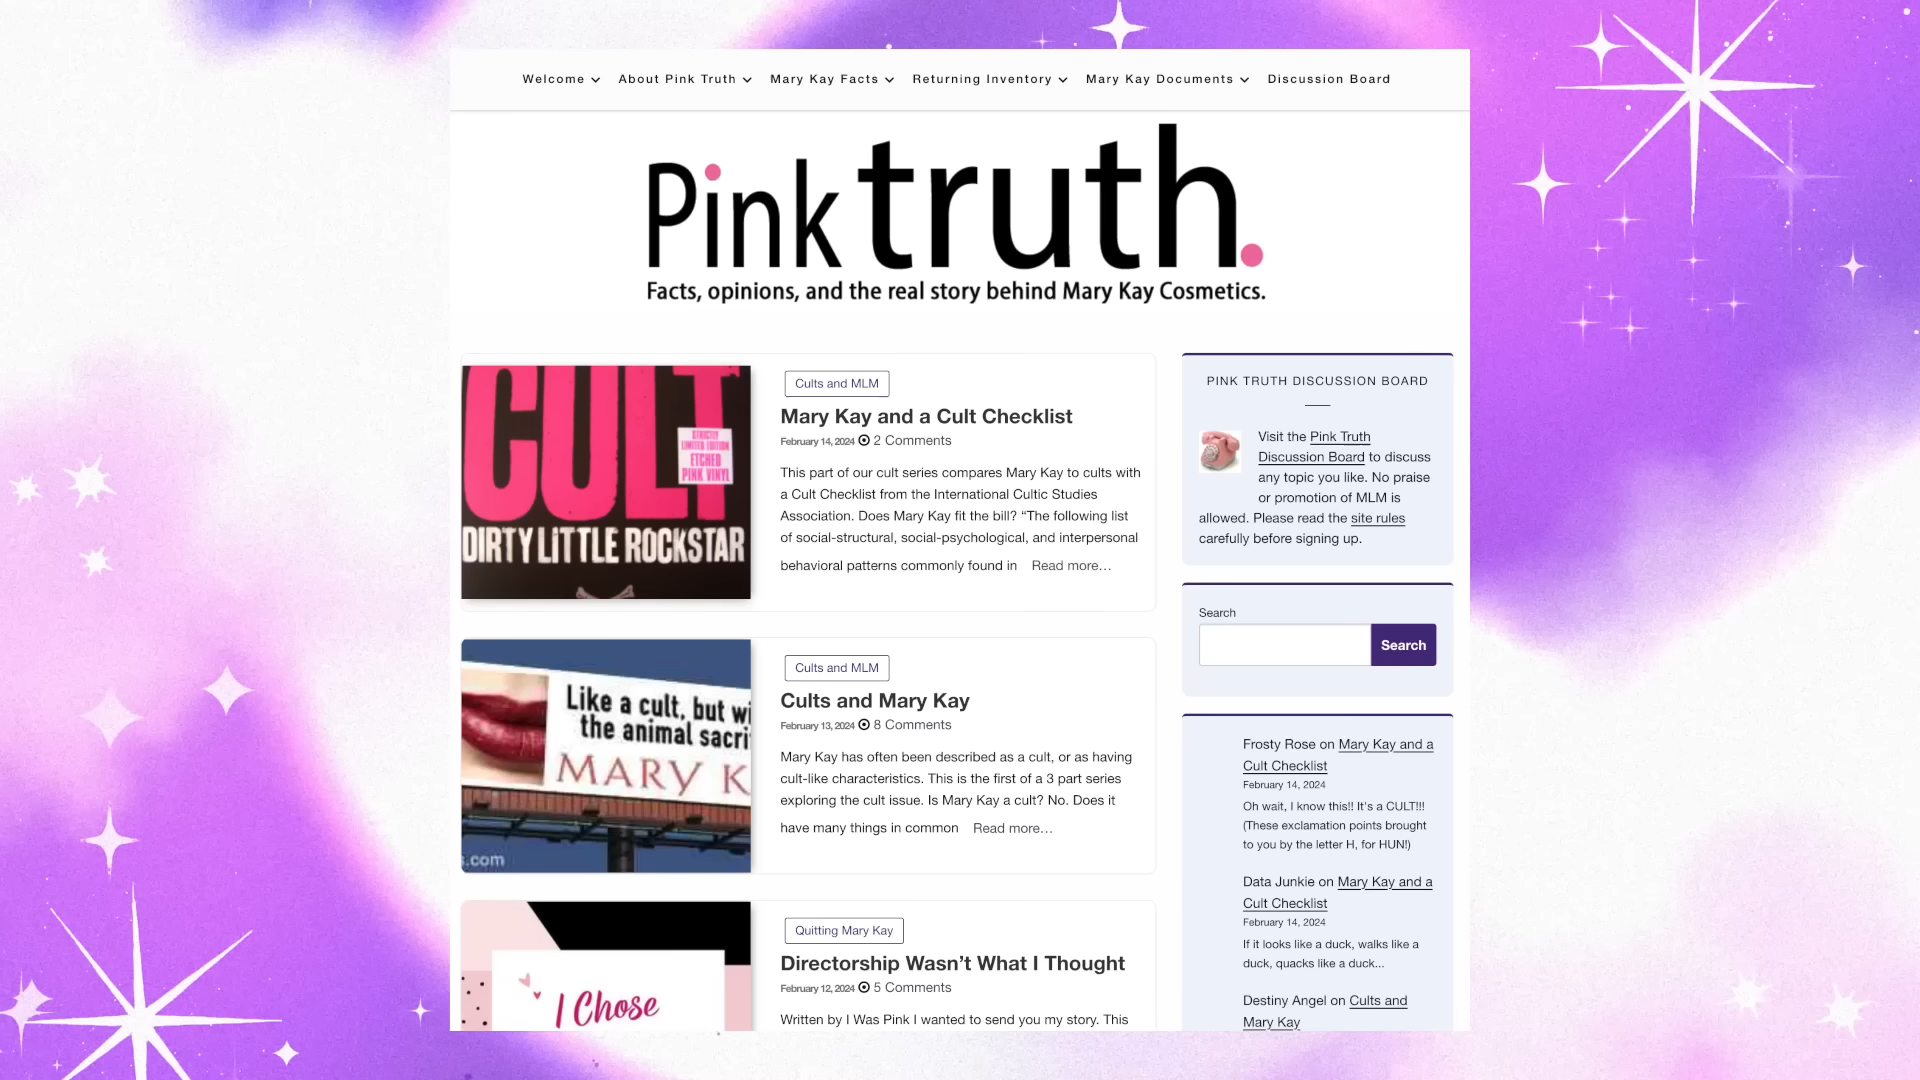 Welcome About Pink Truth Mary Kay Facts Returning Inventory Mary Kay Documents Discussion Board
Pink truth.
Facts, opinions, and the real story behind Mary Kay Cosmetics.
CULT
STRICTLY
LIMITED EDITION
ETCHED
PINK VINYL
DIRTY LITTLE ROCKSTAR
Cults and MLM
Mary Kay and a Cult Checklist
February 14, 2024 2 Comments
This part of our cult series compares Mary Kay to cults with
a Cult Checklist from the International Cultic Studies
Association. Does Mary Kay fit the bill? “The following list
of social-structural, social-psychological, and interpersonal
behavioral patterns commonly found in Read more…
Like a cult, but wi
the animal sacri
MARY K
s.com
Cults and MLM
Cults and Mary Kay
February 13, 2024 8 Comments
Mary Kay has often been described as a cult, or as having
cult-like characteristics. This is the first of a 3 part series
exploring the cult issue. Is Mary Kay a cult? No. Does it
have many things in common Read more…
I Chose
Quitting Mary Kay
Directorship Wasn’t What I Thought
February 12, 2024 5 Comments
Written by I Was Pink I wanted to send you my story. This
PINK TRUTH DISCUSSION BOARD
Visit the Pink Truth
Discussion Board to discuss
any topic you like. No praise
or promotion of MLM is
allowed. Please read the site rules
carefully before signing up.
Search
Search
Frosty Rose on Mary Kay and a
Cult Checklist
February 14, 2024
Oh wait, I know this!! It's a CULT!!!
(These exclamation points brought
to you by the letter H, for HUN!)
Data Junkie on Mary Kay and a
Cult Checklist
February 14, 2024
If it looks like a duck, walks like a
duck, quacks like a duck...
Destiny Angel on Cults and
Mary Kay